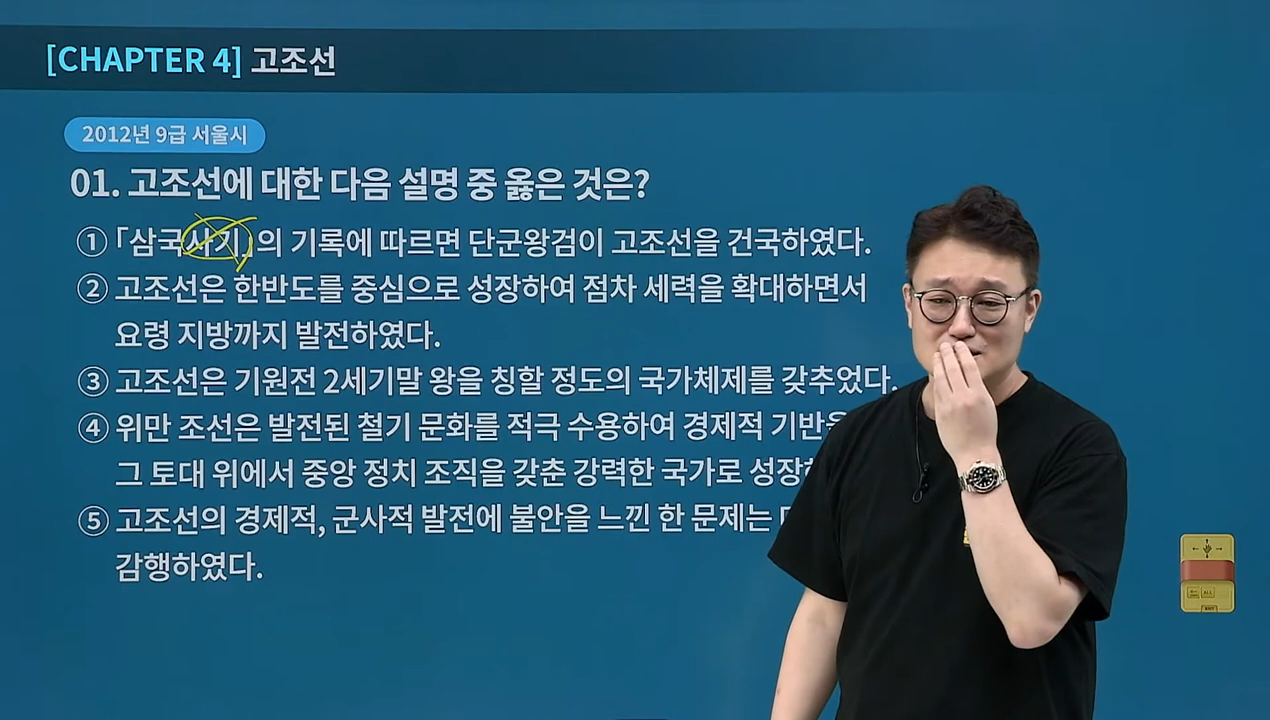 [CHAPTER 4] 고조선
2012년 9급 서울시
01. 고조선에 대한 다음 설명 중 옳은 것은?
① 「삼국사기」의 기록에 따르면 단군왕검이 고조선을 건국하였다.
② 고조선은 한반도를 중심으로 성장하여 점차 세력을 확대하면서
요령 지방까지 발전하였다.
③ 고조선은 기원전 2세기말 왕을 칭할 정도의 국가체제를 갖추었다.
④ 위만 조선은 발전된 철기 문화를 적극 수용하여 경제적 기반을
그 토대 위에서 중앙 정치 조직을 갖춘 강력한 국가로 성장
⑤ 고조선의 경제적, 군사적 발전에 불안을 느낀 한 문제는
감행하였다.
ALL